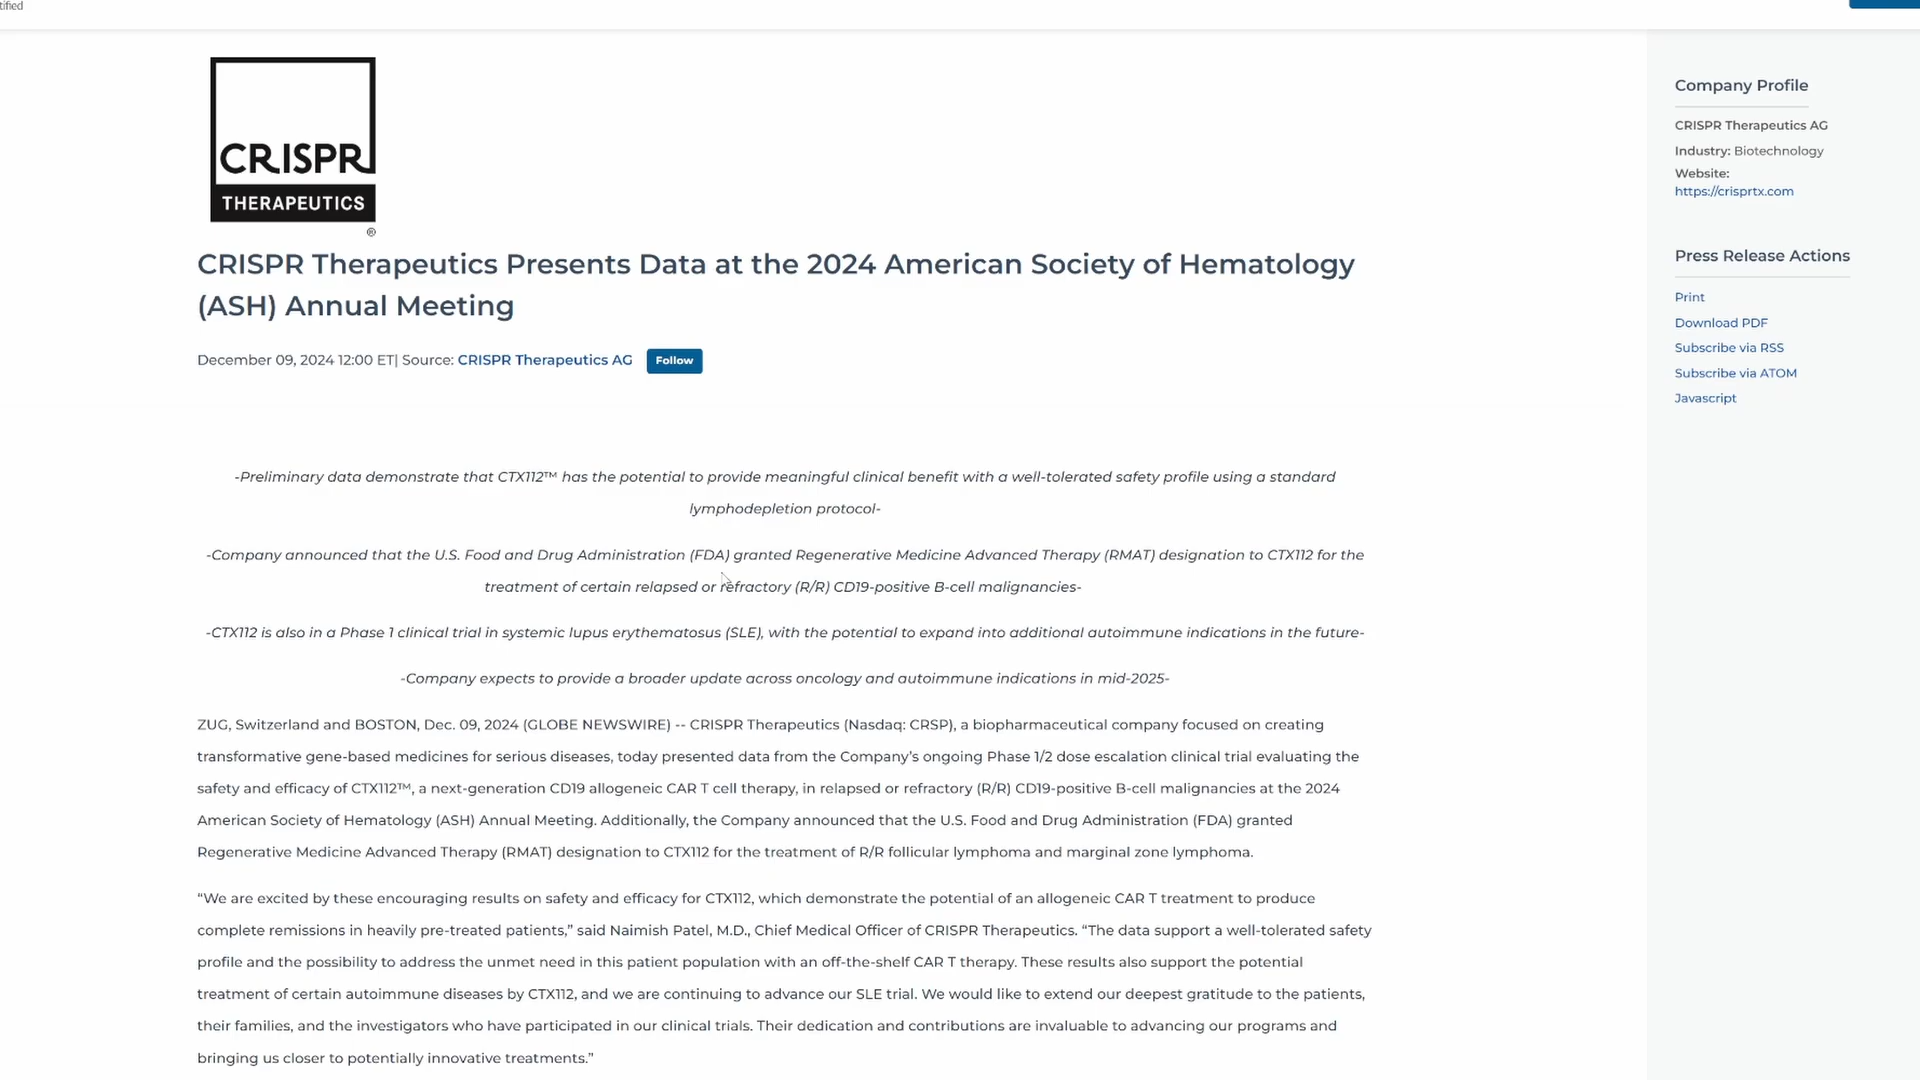 tified
CRISPR
THERAPEUTICS
®
CRISPR Therapeutics Presents Data at the 2024 American Society of Hematology
(ASH) Annual Meeting
December 09, 2024 12:00 ET| Source: CRISPR Therapeutics AG Follow
-Preliminary data demonstrate that CTX112™ has the potential to provide meaningful clinical benefit with a well-tolerated safety profile using a standard
lymphodepletion protocol-
-Company announced that the U.S. Food and Drug Administration (FDA) granted Regenerative Medicine Advanced Therapy (RMAT) designation to CTX112 for the
treatment of certain relapsed or refractory (R/R) CD19-positive B-cell malignancies-
-CTX112 is also in a Phase 1 clinical trial in systemic lupus erythematosus (SLE), with the potential to expand into additional autoimmune indications in the future-
-Company expects to provide a broader update across oncology and autoimmune indications in mid-2025-
ZUG, Switzerland and BOSTON, Dec. 09, 2024 (GLOBE NEWSWIRE) -- CRISPR Therapeutics (Nasdaq: CRSP), a biopharmaceutical company focused on creating
transformative gene-based medicines for serious diseases, today presented data from the Company’s ongoing Phase 1/2 dose escalation clinical trial evaluating the
safety and efficacy of CTX112™, a next-generation CD19 allogeneic CAR T cell therapy, in relapsed or refractory (R/R) CD19-positive B-cell malignancies at the 2024
American Society of Hematology (ASH) Annual Meeting. Additionally, the Company announced that the U.S. Food and Drug Administration (FDA) granted
Regenerative Medicine Advanced Therapy (RMAT) designation to CTX112 for the treatment of R/R follicular lymphoma and marginal zone lymphoma.
“We are excited by these encouraging results on safety and efficacy for CTX112, which demonstrate the potential of an allogeneic CAR T treatment to produce
complete remissions in heavily pre-treated patients,” said Naimish Patel, M.D., Chief Medical Officer of CRISPR Therapeutics. “The data support a well-tolerated safety
profile and the possibility to address the unmet need in this patient population with an off-the-shelf CAR T therapy. These results also support the potential
treatment of certain autoimmune diseases by CTX112, and we are continuing to advance our SLE trial. We would like to extend our deepest gratitude to the patients,
their families, and the investigators who have participated in our clinical trials. Their dedication and contributions are invaluable to advancing our programs and
bringing us closer to potentially innovative treatments.”
Company Profile
CRISPR Therapeutics AG
Industry: Biotechnology
Website:
https://crisprtx.com
Press Release Actions
Print
Download PDF
Subscribe via RSS
Subscribe via ATOM
Javascript